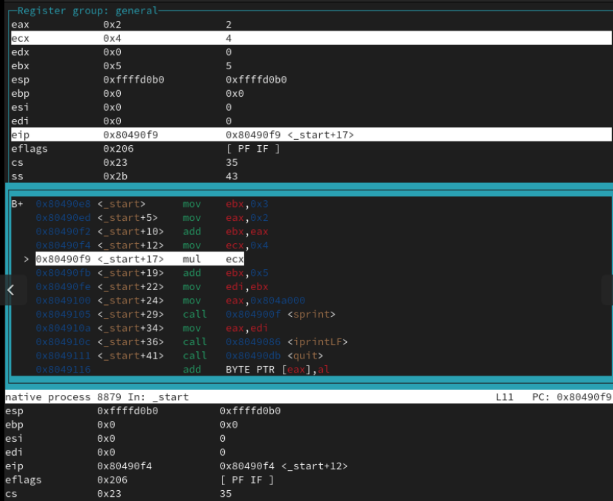 Register group: general
eax 0x2 2
ecx 0x4 4
edx 0x0 0
ebx 0x5 5
esp 0xffffd0b0 0xffffd0b0
ebp 0x0 0x0
esi 0x0 0
edi 0x0 0
eip 0x80490f9 0x80490f9 <_start+17>
eflags 0x206 [ PF IF ]
cs 0x23 35
ss 0x2b 43
B+ 0x80490e8 <_start> mov ebx,0x3
0x80490ed <_start+5> mov eax,0x2
0x80490f2 <_start+10> add ebx,eax
0x80490f4 <_start+12> mov ecx,0x4
> 0x80490f9 <_start+17> mul ecx
0x80490fb <_start+19> add ebx,0x5
0x80490fe <_start+22> mov edi,ebx
0x8049100 <_start+24> mov eax,0x804a000
0x8049105 <_start+29> call 0x804900f <sprint>
0x804910a <_start+34> mov eax,edi
0x804910c <_start+36> call 0x8049086 <iprintLF>
0x8049111 <_start+41> call 0x80490db <quit>
0x8049116 add BYTE PTR [eax],al
native process 8879 In: _start L11 PC: 0x80490f9
esp 0xffffd0b0 0xffffd0b0
ebp 0x0 0x0
esi 0x0 0
edi 0x0 0
eip 0x80490f4 0x80490f4 <_start+12>
eflags 0x206 [ PF IF ]
cs 0x23 35